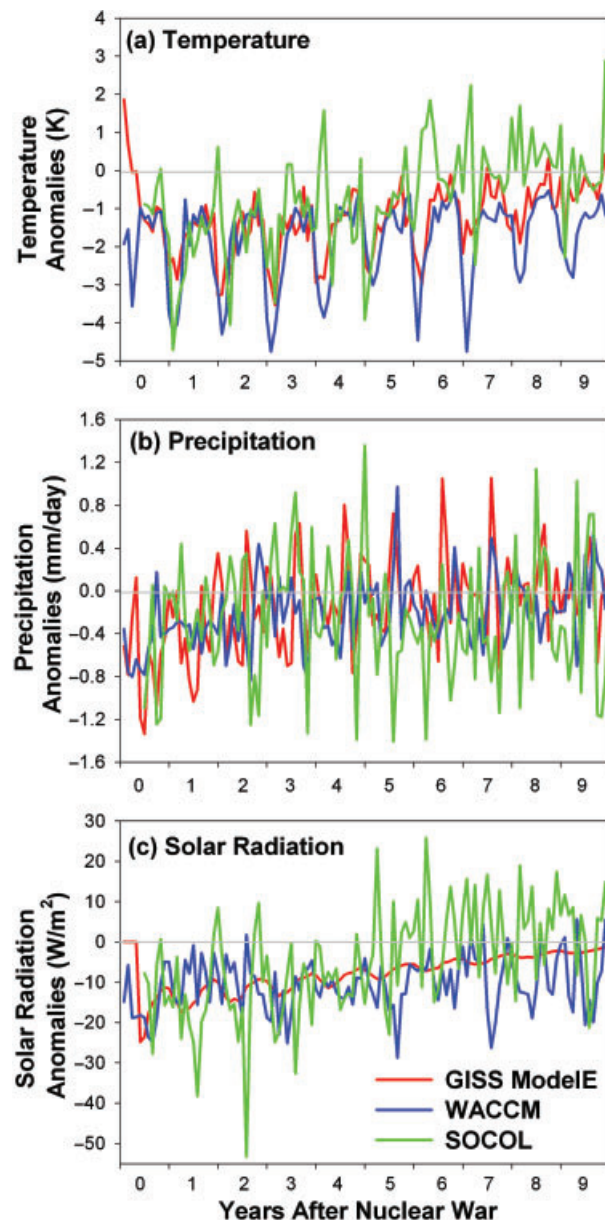 (a) Temperature
Temperature
Anomalies (K)
4
3
2
1
0
−1
−2
−3
−4
−5
0 1 2 3 4 5 6 7 8 9
(b) Precipitation
Precipitation
Anomalies (mm/day)
1.6
1.2
0.8
0.4
0.0
−0.4
−0.8
−1.2
−1.6
0 1 2 3 4 5 6 7 8 9
(c) Solar Radiation
Solar Radiation
Anomalies (W/m²)
30
20
10
0
−10
−20
−30
−40
−50
GISS ModelE
WACCM
SOCOL
0 1 2 3 4 5 6 7 8 9
Years After Nuclear War